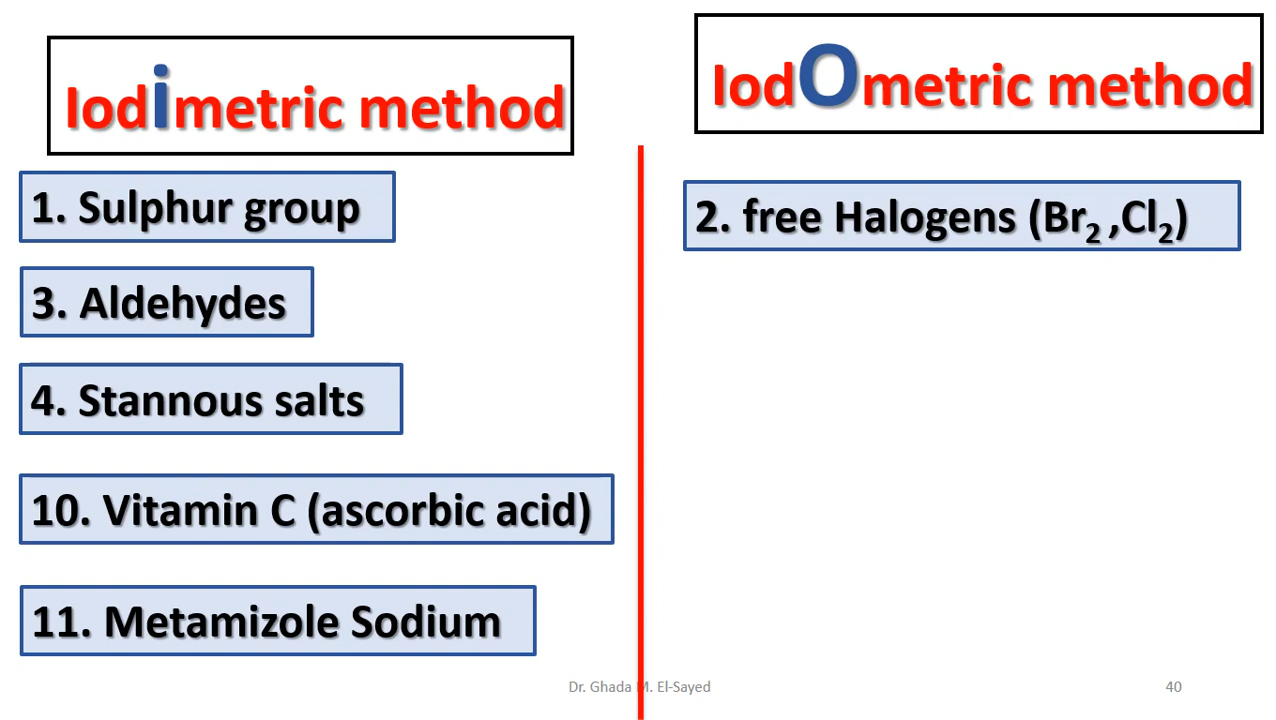 Iodimetric method
1. Sulphur group
3. Aldehydes
4. Stannous salts
10. Vitamin C (ascorbic acid)
11. Metamizole Sodium
IodOmetric method
2. free Halogens (Br2 ,Cl2)
Dr. Ghada M. El-Sayed
40